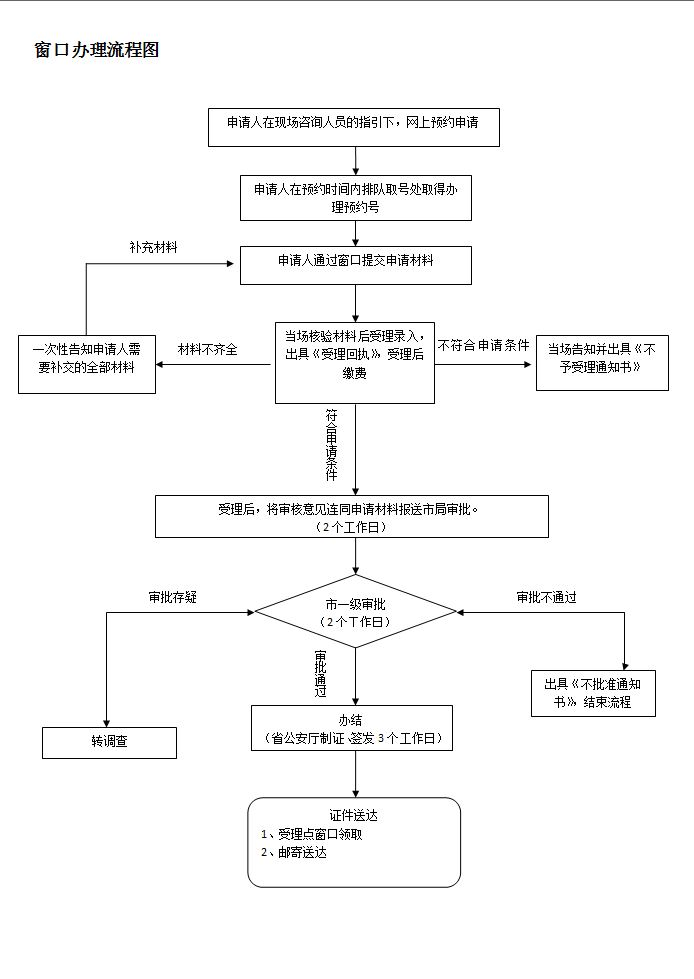 窗口办理流程图
申请人在现场咨询人员的指引下，网上预约申请
申请人在预约时间内排队取号处取得办
理预约号
补充材料
申请人通过窗口提交申请材料
一次性告知申请人需
要补交的全部材料
材料不齐全
当场核验材料后受理录入，
出具《受理回执》，受理后
缴费
不符合申请条件
当场告知并出具《不
予受理通知书》
符合申请条件
受理后，将审核意见连同申请材料报送市局审批。
（2个工作日）
审批存疑
市一级审批
（2个工作日）
审批不通过
审批通过
出具《不批准通知
书》，结束流程
转调查
办结
（省公安厅制证、签发3个工作日）
证件送达
1、受理点窗口领取
2、邮寄送达